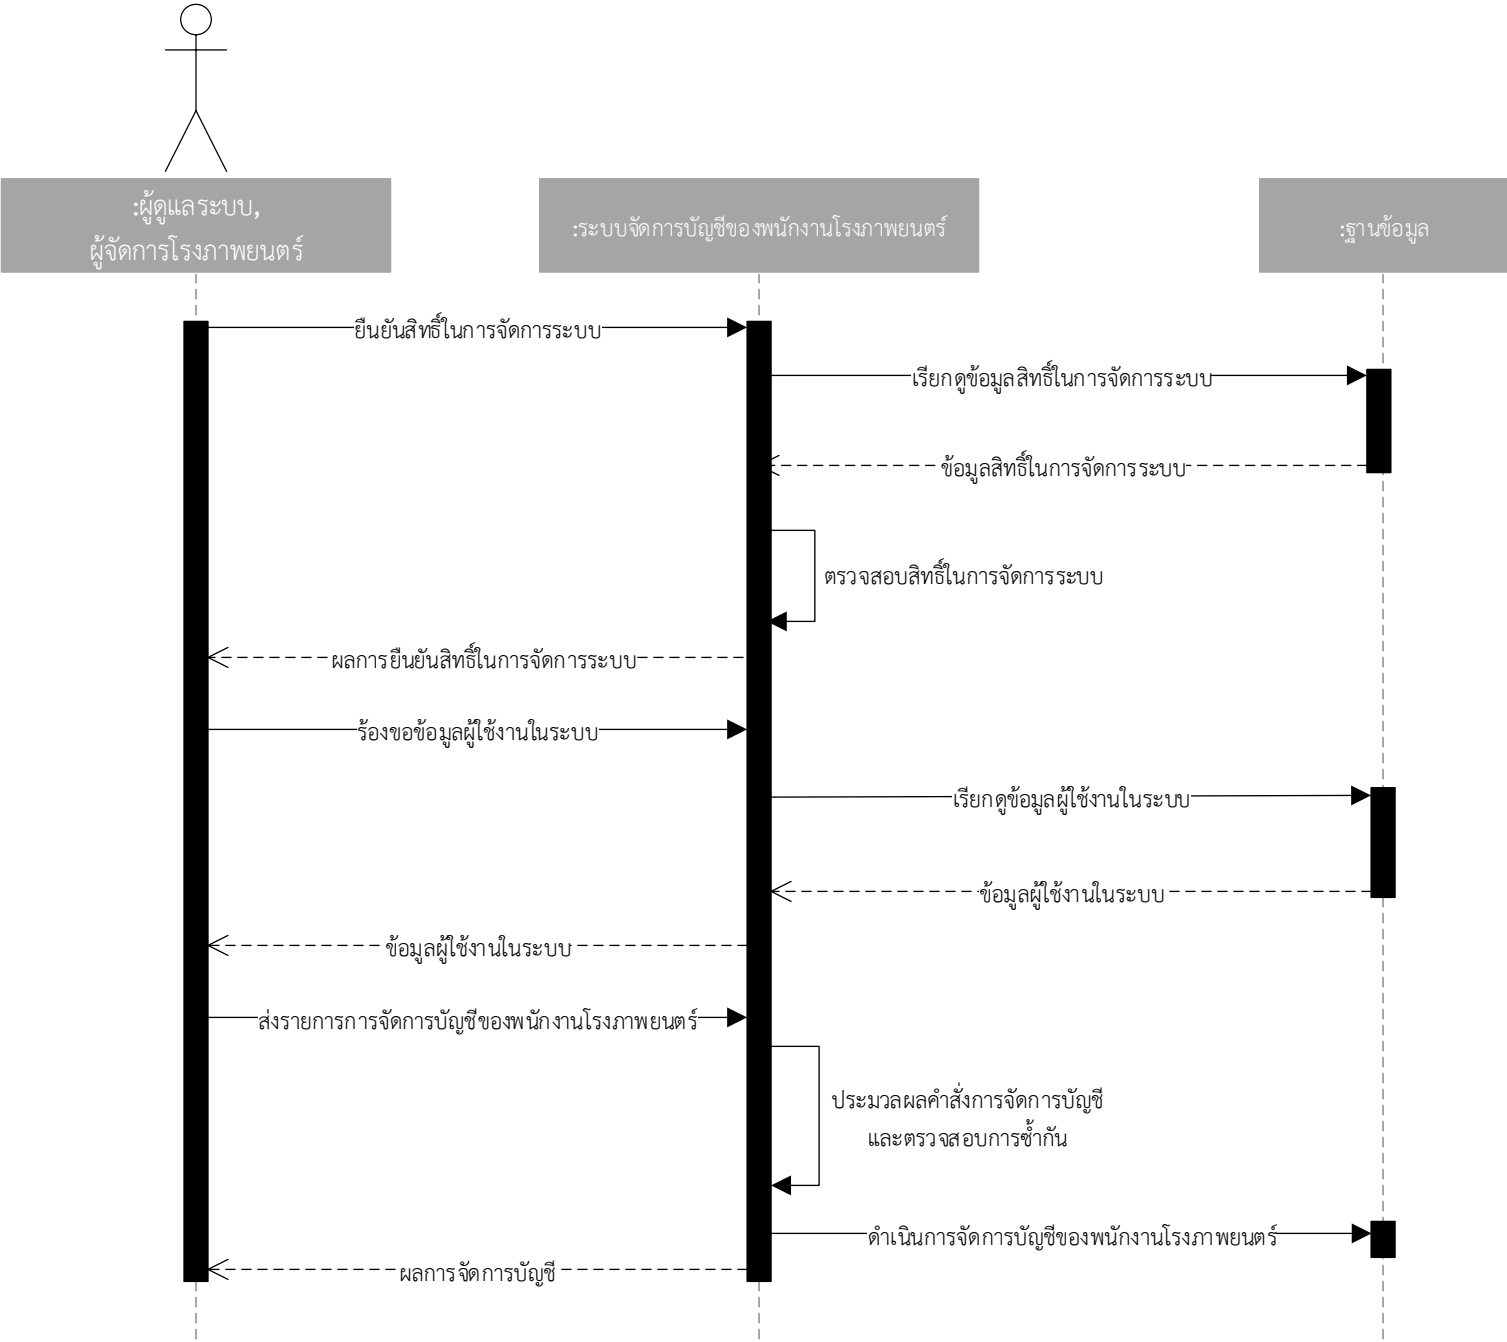 :ผู้ดูแลระบบ,
ผู้จัดการโรงภาพยนตร์
:ระบบจัดการบัญชีของพนักงานโรงภาพยนตร์
:ฐานข้อมูล
ยืนยันสิทธิ์ในการจัดการระบบ
เรียกดูข้อมูลสิทธิ์ในการจัดการระบบ
ข้อมูลสิทธิ์ในการจัดการระบบ
ตรวจสอบสิทธิ์ในการจัดการระบบ
ผลการยืนยันสิทธิ์ในการจัดการระบบ
ร้องขอข้อมูลผู้ใช้งานในระบบ
เรียกดูข้อมูลผู้ใช้งานในระบบ
ข้อมูลผู้ใช้งานในระบบ
ข้อมูลผู้ใช้งานในระบบ
ส่งรายการการจัดการบัญชีของพนักงานโรงภาพยนตร์
ประมวลผลคำสั่งการจัดการบัญชี
และตรวจสอบการซ้ำกัน
ดำเนินการจัดการบัญชีของพนักงานโรงภาพยนตร์
ผลการจัดการบัญชี